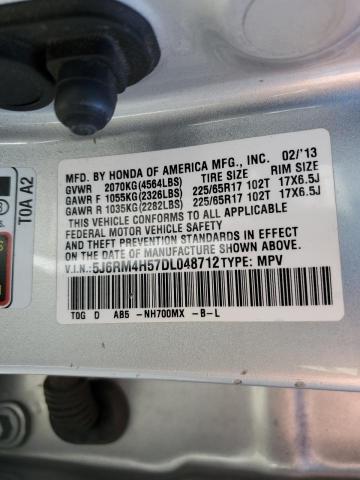 MFD. BY HONDA OF AMERICA MFG., INC. 02/'13
GVWR 2070KG(4564LBS) TIRE SIZE RIM SIZE
GAWR F 1055KG(2326LBS) 225/65R17 102T 17X6.5J
GAWR R 1035KG(2282LBS) 225/65R17 102T 17X6.5J
THIS VEHICLE CONFORMS TO ALL APPLICABLE
FEDERAL MOTOR VEHICLE SAFETY
AND THEFT PREVENTION STANDARDS IN EFFECT
ON THE DATE OF MANUFACTURE SHOWN ABOVE.
V.I.N.:5J6RM4H57DL048712TYPE: MPV
T0G D AB5 -NH700MX -B-L
T0A A2